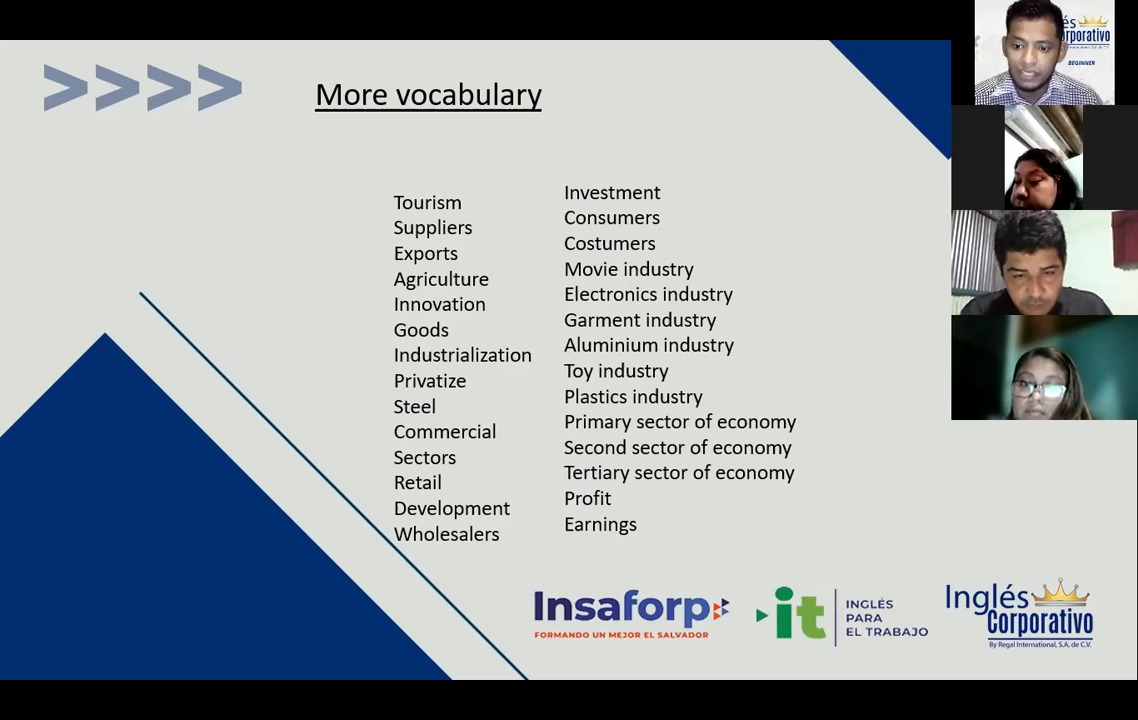 >>>>
More vocabulary
Tourism
Suppliers
Exports
Agriculture
Innovation
Goods
Industrialization
Privatize
Steel
Commercial
Sectors
Retail
Development
Wholesalers
Investment
Consumers
Costumers
Movie industry
Electronics industry
Garment industry
Aluminium industry
Toy industry
Plastics industry
Primary sector of economy
Second sector of economy
Tertiary sector of economy
Profit
Earnings
Insaforp
FORMANDO UN MEJOR EL SALVADOR
it
INGLÉS
PARA
EL TRABAJO
Inglés
Corporativo
By Regal International, S.A. de C.V.
BEGINNER